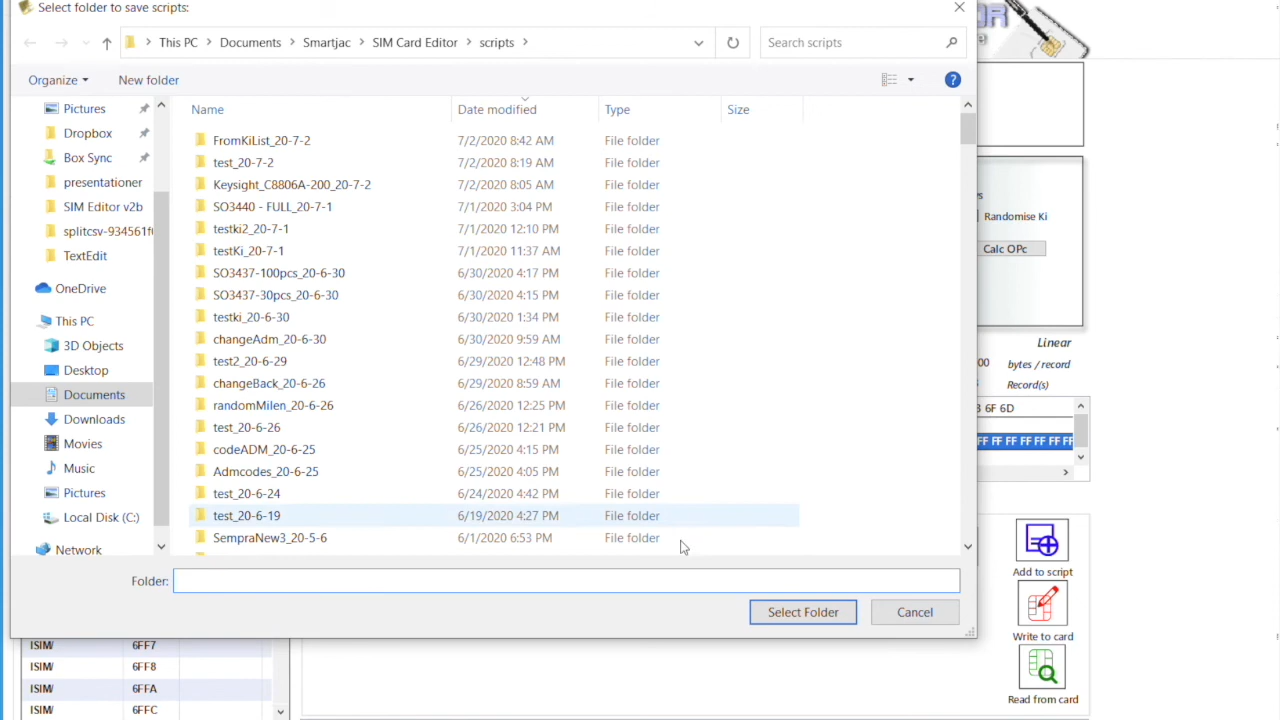 Select Folder to save scripts:
This PC > Documents > Smartjac > SIM Card Editor > scripts >
Search scripts
Organize
New folder
Name Date modified Type Size
Pictures
Dropbox
Box Sync
presentationer
SIM Editor v2b
splitcsv-934561f
TextEdit
OneDrive
This PC
3D Objects
Desktop
Documents
Downloads
Movies
Music
Pictures
Local Disk (C:)
Network
FromKiList_20-7-2 7/2/2020 8:42 AM File folder
test_20-7-2 7/2/2020 8:19 AM File folder
Keysight_C8806A-200_20-7-2 7/2/2020 8:05 AM File folder
SO3440 - FULL_20-7-1 7/1/2020 3:04 PM File folder
testki2_20-7-1 7/1/2020 12:10 PM File folder
testKi_20-7-1 7/1/2020 11:37 AM File folder
SO3437-100pcs_20-6-30 6/30/2020 4:17 PM File folder
SO3437-30pcs_20-6-30 6/30/2020 4:15 PM File folder
testki_20-6-30 6/30/2020 1:34 PM File folder
changeAdm_20-6-30 6/30/2020 9:59 AM File folder
test2_20-6-29 6/29/2020 12:48 PM File folder
changeBack_20-6-26 6/29/2020 8:59 AM File folder
randomMilen_20-6-26 6/26/2020 12:25 PM File folder
test_20-6-26 6/26/2020 12:21 PM File folder
codeADM_20-6-25 6/25/2020 4:15 PM File folder
Admcodes_20-6-25 6/25/2020 4:05 PM File folder
test_20-6-24 6/24/2020 4:42 PM File folder
test_20-6-19 6/19/2020 4:27 PM File folder
SempraNew3_20-5-6 6/1/2020 6:53 PM File folder
Folder:
Select Folder
Cancel
Randomise Ki
Calc OPc
Linear
00 bytes / record
Record(s)
6F 6D
FF FF FF FF FF FF
Add to script
Write to card
Read from card
ISIM/ 6FF7
ISIM/ 6FF8
ISIM/ 6FFA
ISIM/ 6FFC